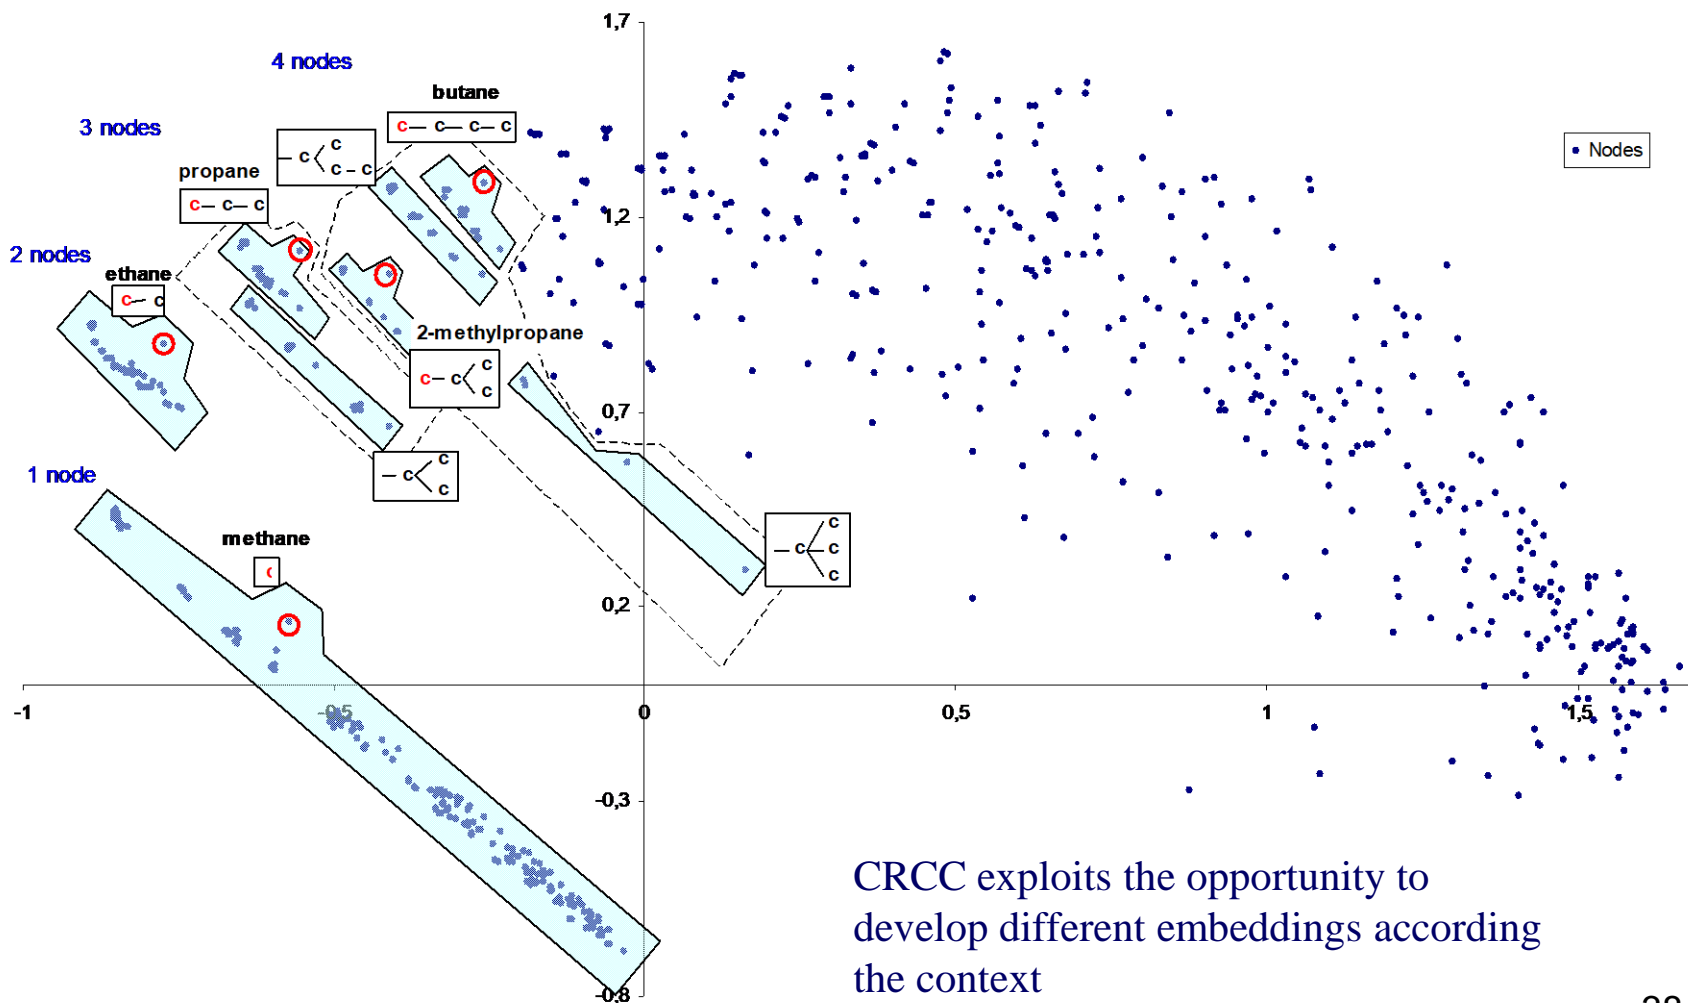 1,7
4 nodes
butane
C – C – C – C
3 nodes
– C C
C – C
propane
C – C – C
Nodes
1,2
2 nodes
ethane
C – C
2-methylpropane
C – C C
C
0,7
– C C
C
1 node
C
– C – C
C
methane
C
0,2
-1
-0,5
0
0,5
1
1,5
-0,3
CRCC exploits the opportunity to
develop different embeddings according
the context
-0,8